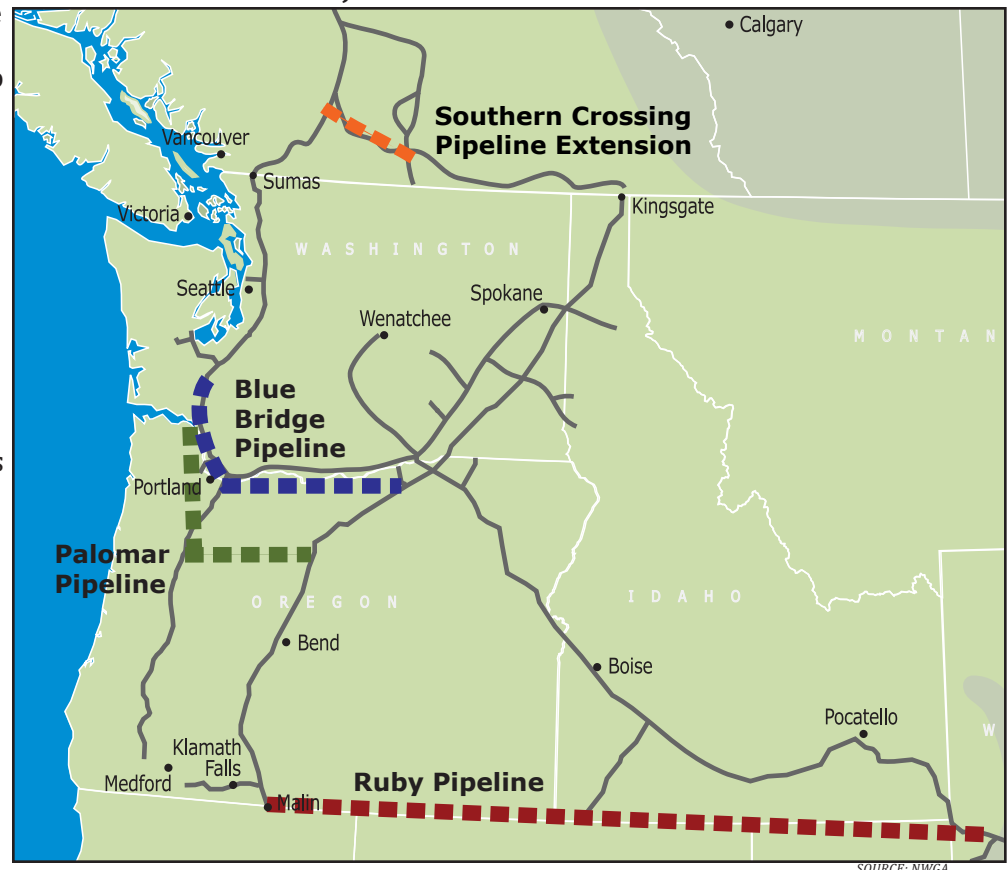 Calgary
Southern Crossing
Pipeline Extension
Vancouver
Sumas
Kingsgate
Victoria
WASHINGTON
Seattle
Spokane
Wenatchee
MONTAN
Blue
Bridge
Pipeline
Portland
Palomar
Pipeline
OREGON
IDAHO
Bend
Boise
Pocatello
W
Klamath
Falls
Medford
Ruby Pipeline
Malin
SOURCE: NWGA